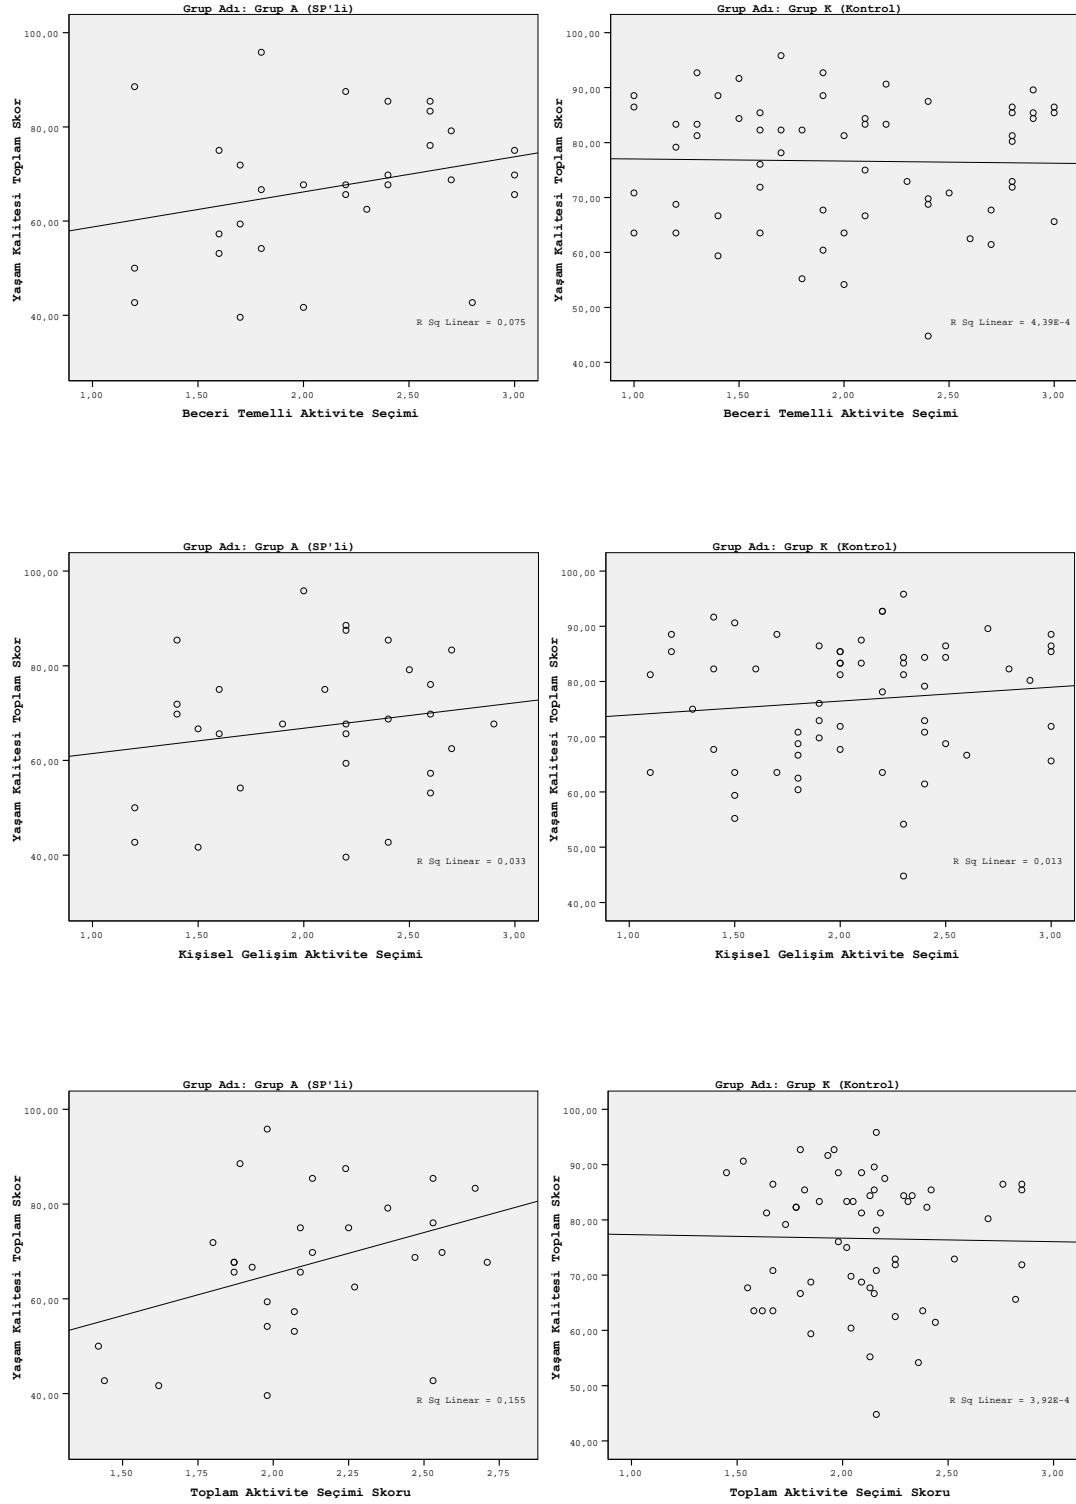 Grup Adı: Grup A (SP'li)
100,00
80,00
60,00
40,00
Yaşam Kalitesi Toplam Skor
R Sq Linear = 0,075
1,00 1,50 2,00 2,50 3,00
Beceri Temelli Aktivite Seçimi
Grup Adı: Grup K (Kontrol)
100,00
90,00
80,00
70,00
60,00
50,00
40,00
Yaşam Kalitesi Toplam Skor
R Sq Linear = 4,39E-4
1,00 1,50 2,00 2,50 3,00
Beceri Temelli Aktivite Seçimi
Grup Adı: Grup A (SP'li)
100,00
80,00
60,00
40,00
Yaşam Kalitesi Toplam Skor
R Sq Linear = 0,033
1,00 1,50 2,00 2,50 3,00
Kişisel Gelişim Aktivite Seçimi
Grup Adı: Grup K (Kontrol)
100,00
90,00
80,00
70,00
60,00
50,00
40,00
Yaşam Kalitesi Toplam Skor
R Sq Linear = 0,013
1,00 1,50 2,00 2,50 3,00
Kişisel Gelişim Aktivite Seçimi
Grup Adı: Grup A (SP'li)
100,00
80,00
60,00
40,00
Yaşam Kalitesi Toplam Skor
R Sq Linear = 0,155
1,50 2,00 2,25 2,50 2,75
Toplam Aktivite Seçimi Skoru
Grup Adı: Grup K (Kontrol)
100,00
90,00
80,00
70,00
60,00
50,00
40,00
Yaşam Kalitesi Toplam Skor
R Sq Linear = 3,92E-4
1,00 1,50 2,00 2,50 3,00
Toplam Aktivite Seçimi Skoru